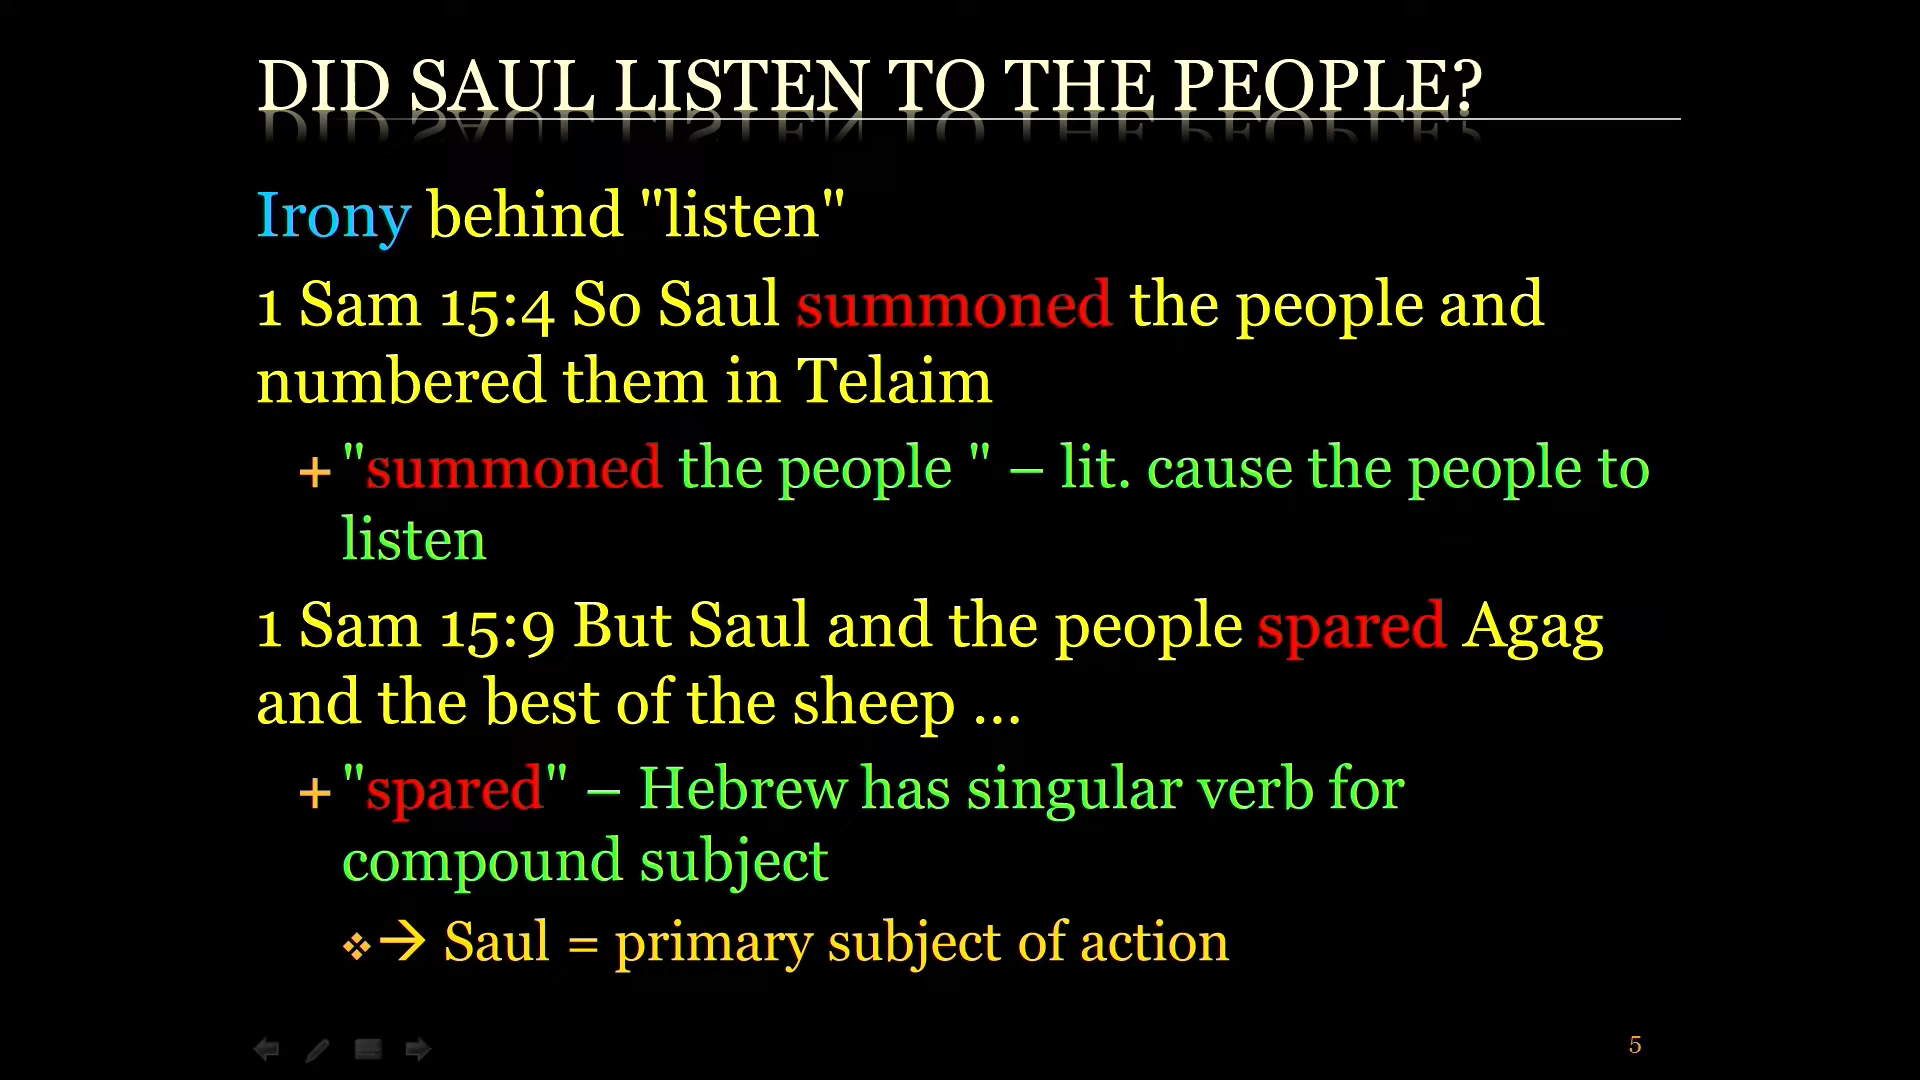 DID SAUL LISTEN TO THE PEOPLE?
Irony behind "listen"
1 Sam 15:4 So Saul summoned the people and
numbered them in Telaim
+ "summoned the people " – lit. cause the people to
listen
1 Sam 15:9 But Saul and the people spared Agag
and the best of the sheep ...
+ "spared" – Hebrew has singular verb for
compound subject
❖→ Saul = primary subject of action
5